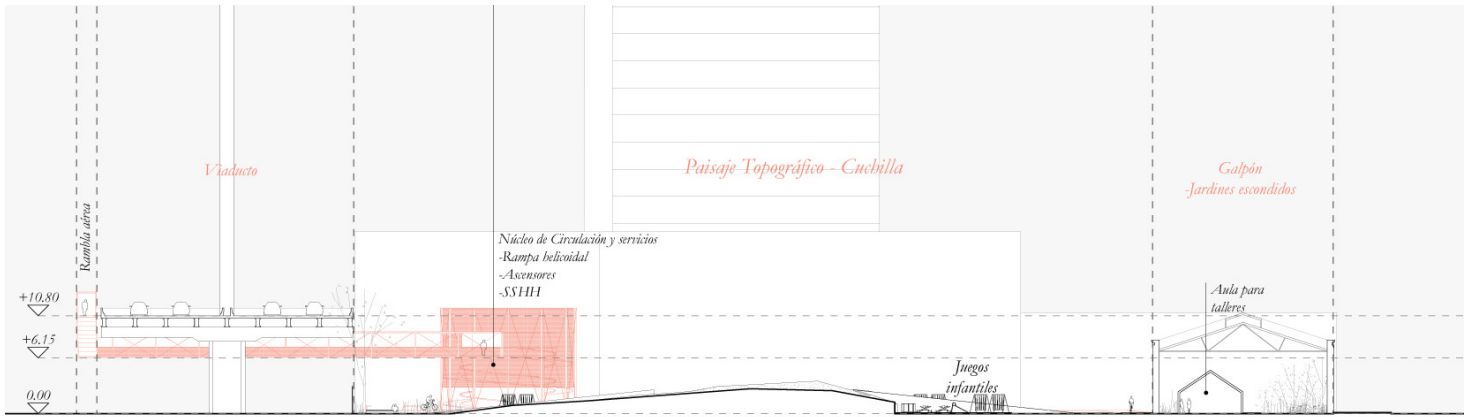 Viaducto
Paisaje Topográfico - Cuchilla
Galpón
-Jardines escondidos
Rambla aérea
Núcleo de Circulación y servicios
-Rampa helicoidal
-Ascensores
-SSHH
Aula para
talleres
+10.80
+6.15
Juegos
infantiles
0.00